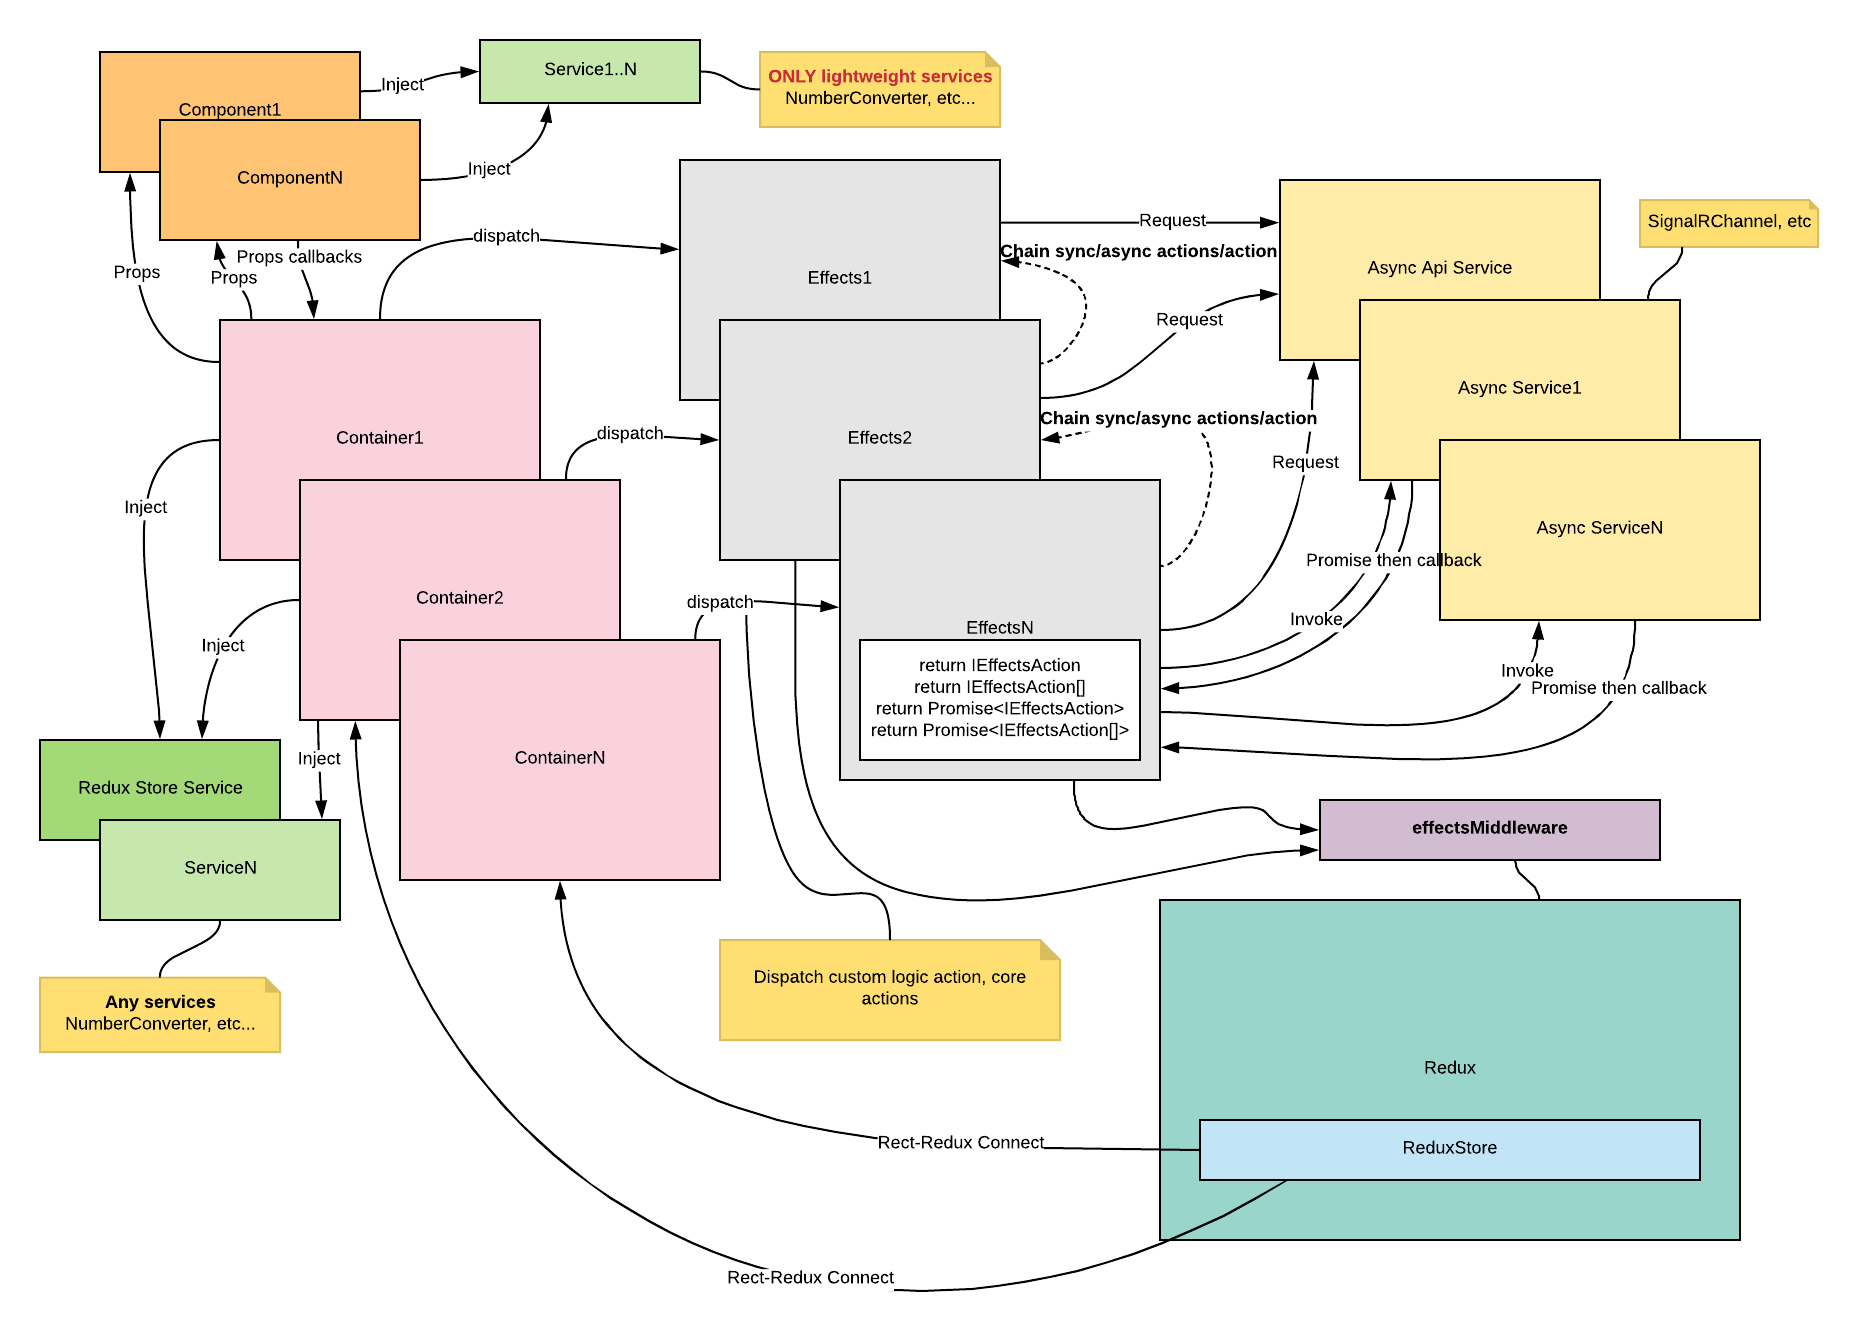 Component1
ComponentN
Inject
Inject
Service1..N
ONLY lightweight services
NumberConverter, etc...
Props
Props
Props callbacks
dispatch
Effects1
Request
Chain sync/async actions/action
Async Api Service
SignalRChannel, etc
Request
Async Service1
Container1
dispatch
Effects2
Chain sync/async actions/action
Request
Async ServiceN
Inject
Container2
Inject
dispatch
EffectsN
return IEffectsAction
return IEffectsAction[]
return Promise<IEffectsAction>
return Promise<IEffectsAction[]>
Promise then callback
Invoke
Invoke
Promise then callback
Inject
ContainerN
Redux Store Service
ServiceN
Any services
NumberConverter, etc...
effectsMiddleware
Dispatch custom logic action, core
actions
Redux
ReduxStore
Rect-Redux Connect
Rect-Redux Connect